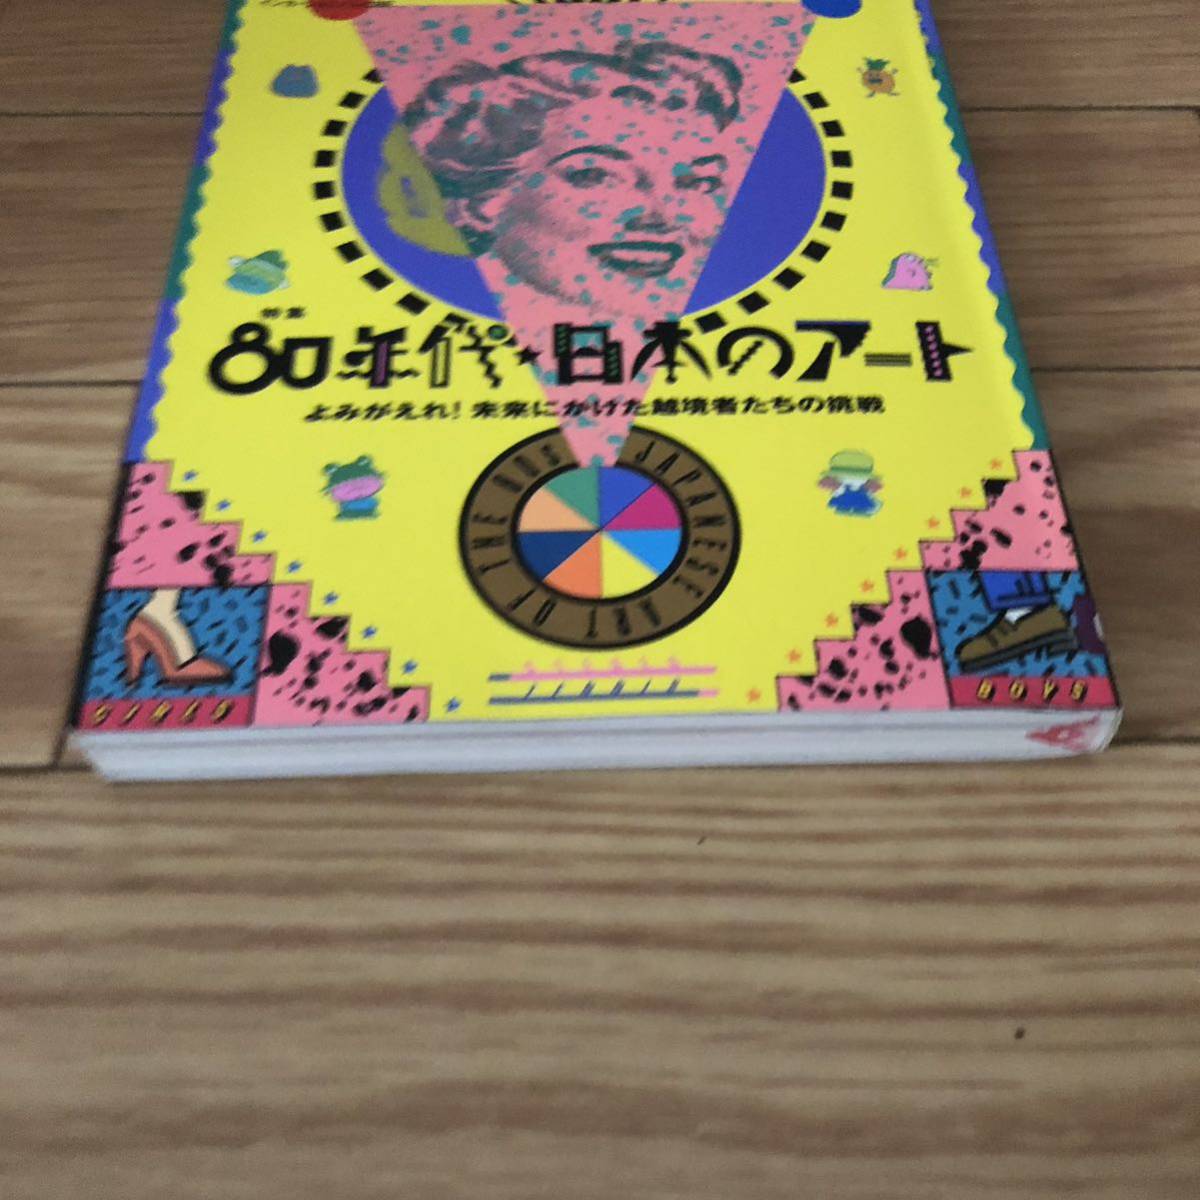 特集
80年代★日本のアート
よみがえれ！未来にかけた越境者たちの挑戦
JAPANESE ART OF THE 80S
GIRLS
BOYS